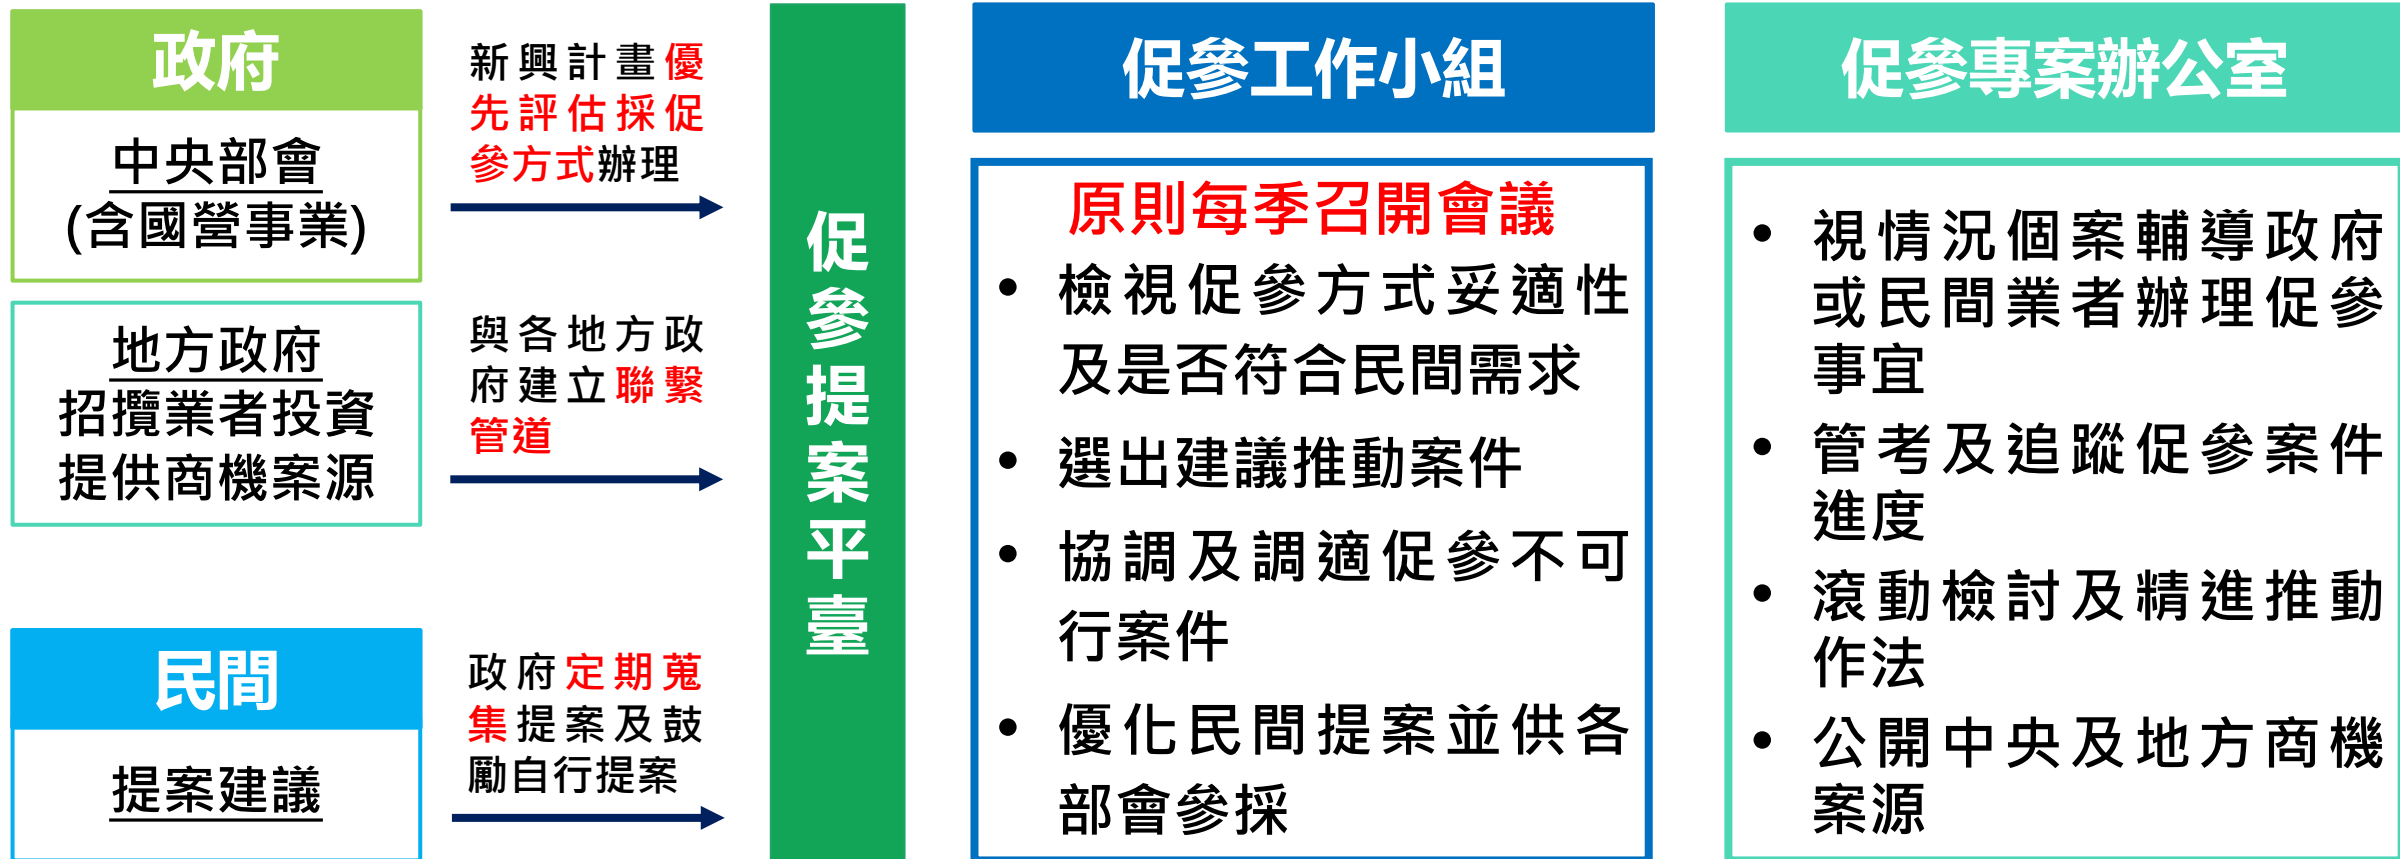 政府
中央部會
(含國營事業)
地方政府
招攬業者投資
提供商機案源
民間
提案建議
新興計畫優
先評估採促
參方式辦理
與各地方政
府建立聯繫
管道
政府定期蒐
集提案及鼓
勵自行提案
促
參
提
案
平
臺
促參工作小組
原則每季召開會議
• 檢視促參方式妥適性
及是否符合民間需求
• 選出建議推動案件
• 協調及調適促參不可
行案件
• 優化民間提案並供各
部會參採
促參專案辦公室
• 視情況個案輔導政府
或民間業者辦理促參
事宜
• 管考及追蹤促參案件
進度
• 滾動檢討及精進推動
作法
• 公開中央及地方商機
案源